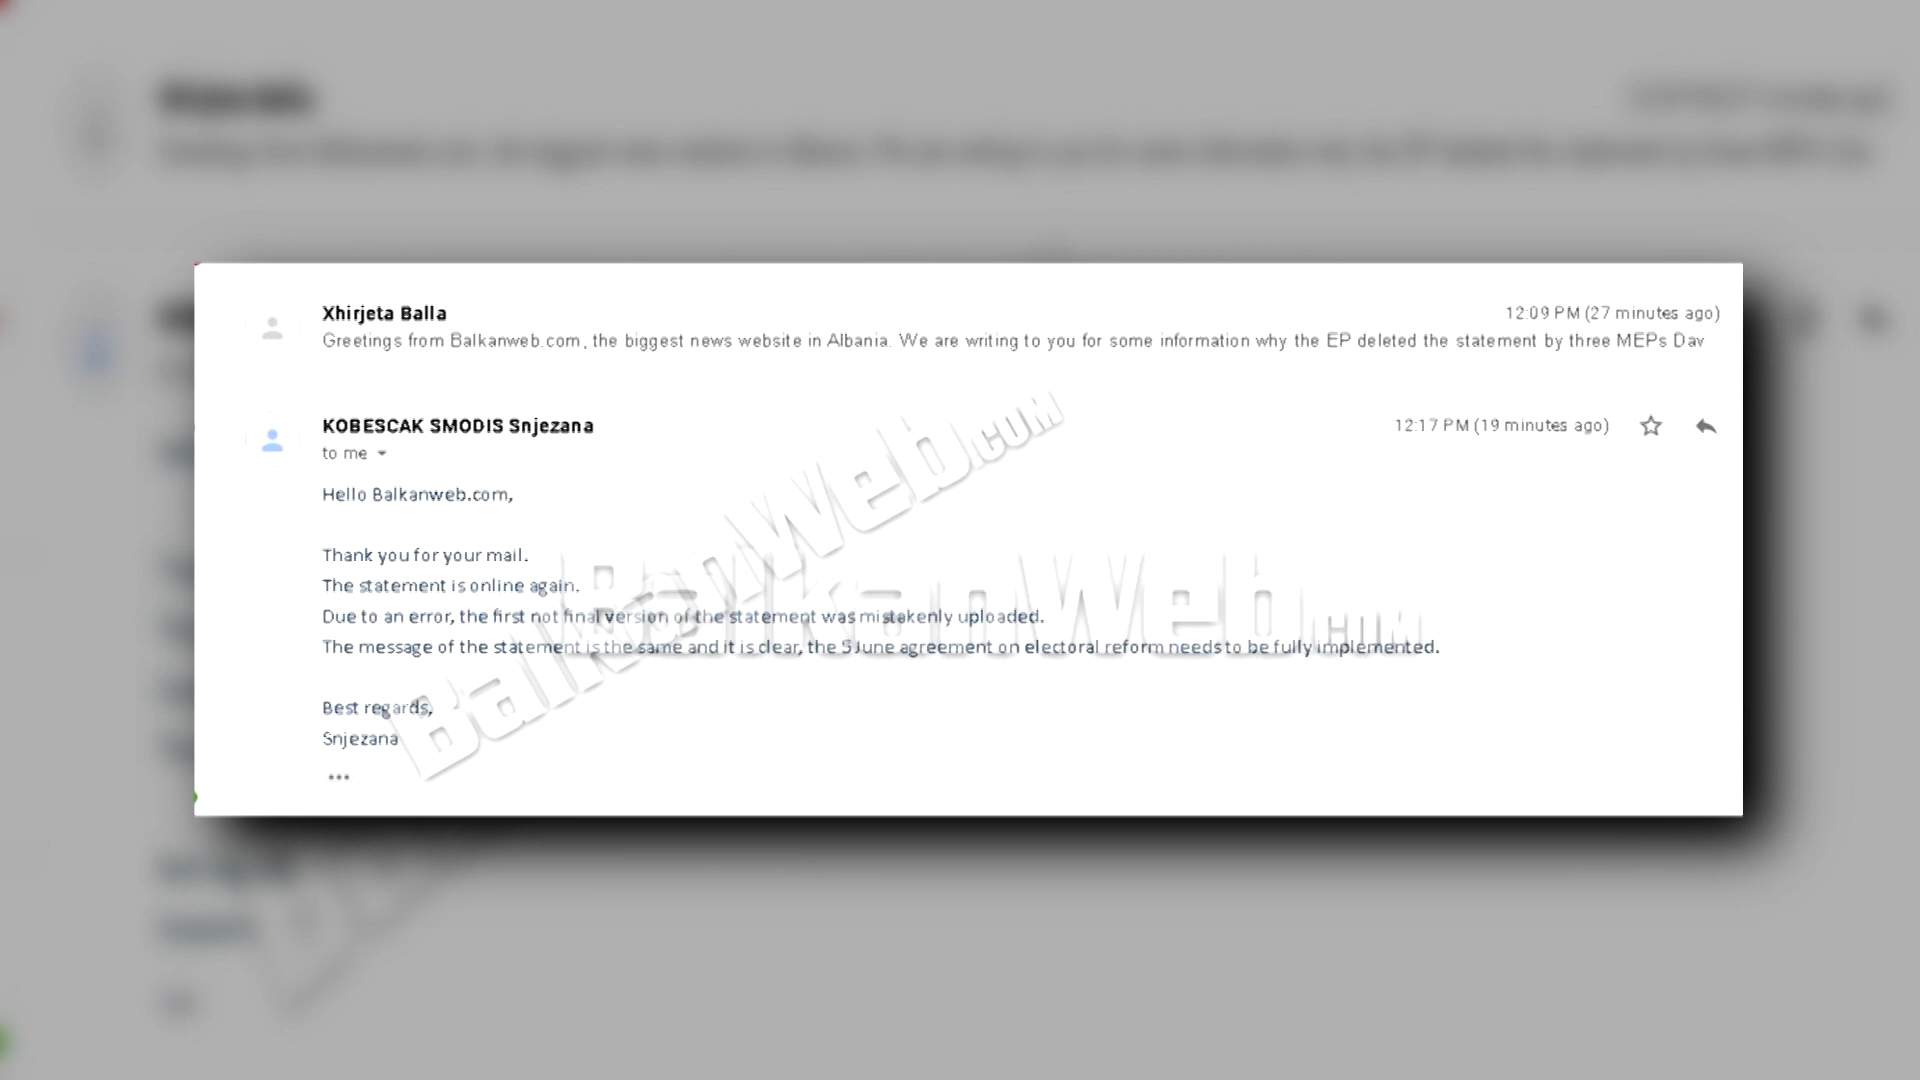 Xhirjeta Balla
12:09 PM (27 minutes ago)
Greetings from Balkanweb.com, the biggest news website in Albania. We are writing to you for some information why the EP deleted the statement by three MEPs Dav
KOBESCAK SMODIS Snjezana
12:17 PM (19 minutes ago)
to me
Hello Balkanweb.com,
Thank you for your mail.
The statement is online again.
Due to an error, the first not final version of the statement was mistakenly uploaded.
The message of the statement is the same and it is clear, the 5 June agreement on electoral reform needs to be fully implemented.
Best regards,
Snjezana
...
BalkanWeb.com
BalkanWeb.com